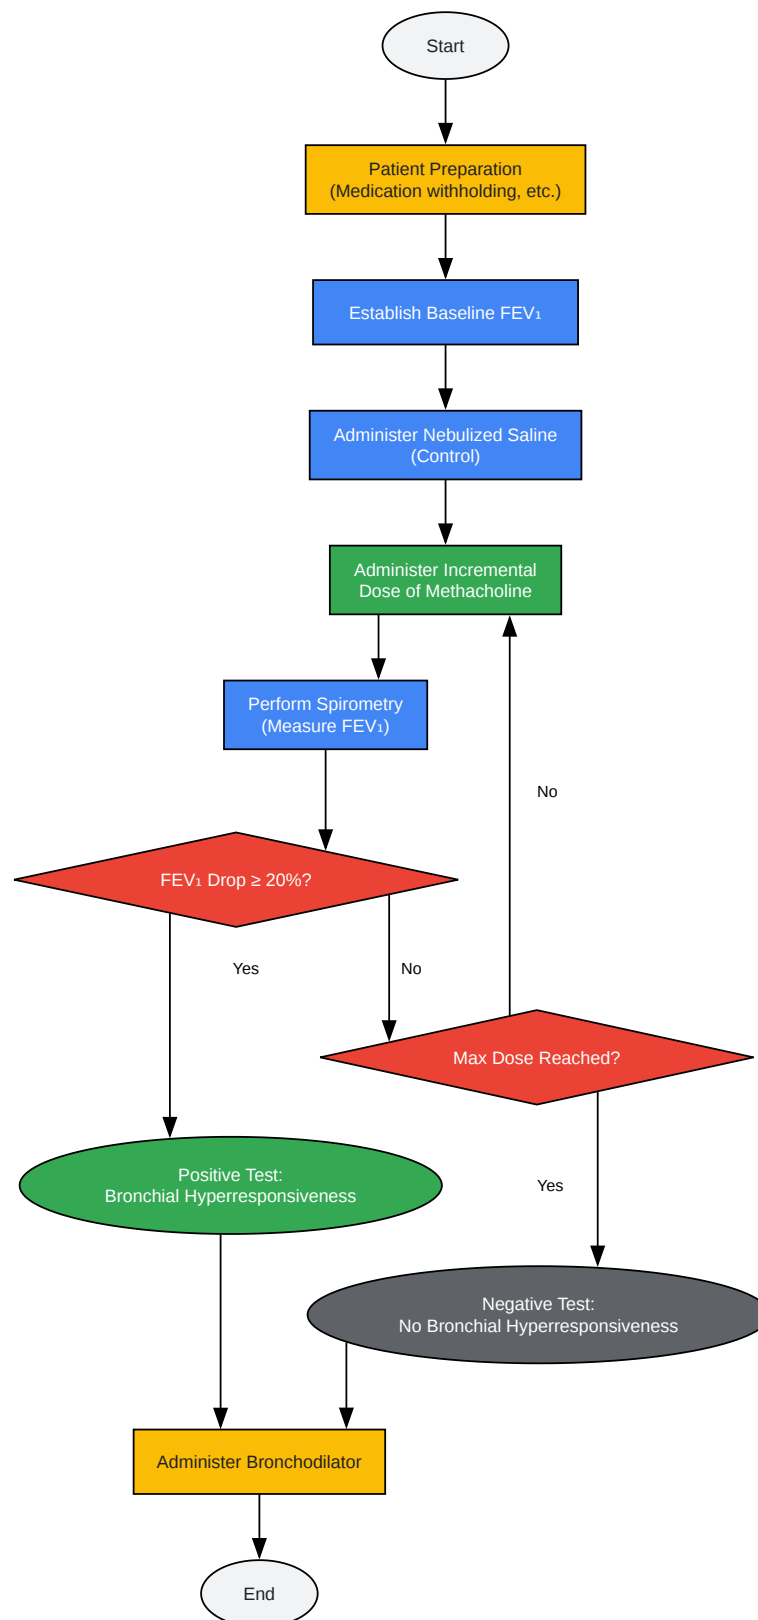 Start
Patient Preparation
(Medication withholding, etc.)
Establish Baseline FEV₁
Administer Nebulized Saline
(Control)
Administer Incremental
Dose of Methacholine
Perform Spirometry
(Measure FEV₁)
No
FEV₁ Drop ≥ 20%?
Yes
No
Max Dose Reached?
Positive Test:
Bronchial Hyperresponsiveness
Yes
Negative Test:
No Bronchial Hyperresponsiveness
Administer Bronchodilator
End